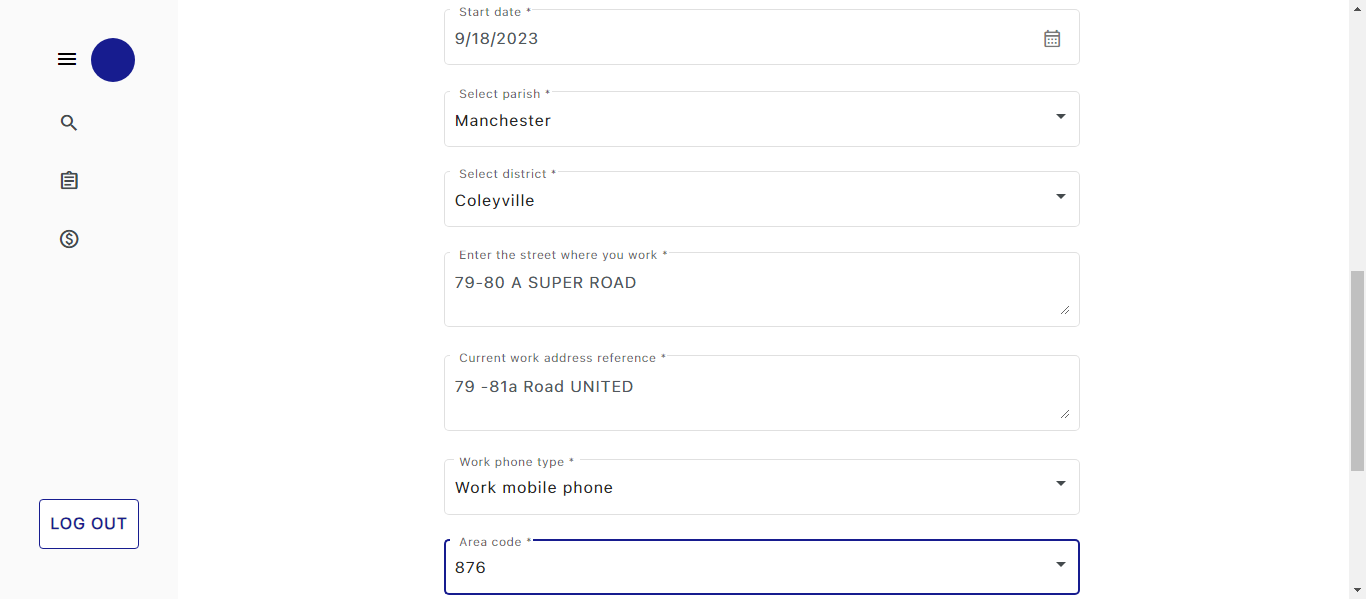 Start date *
9/18/2023
Select parish *
Manchester
Select district *
Coleyville
Enter the street where you work *
79-80 A SUPER ROAD
Current work address reference *
79 -81a Road UNITED
Work phone type *
Work mobile phone
Area code *
876
LOG OUT